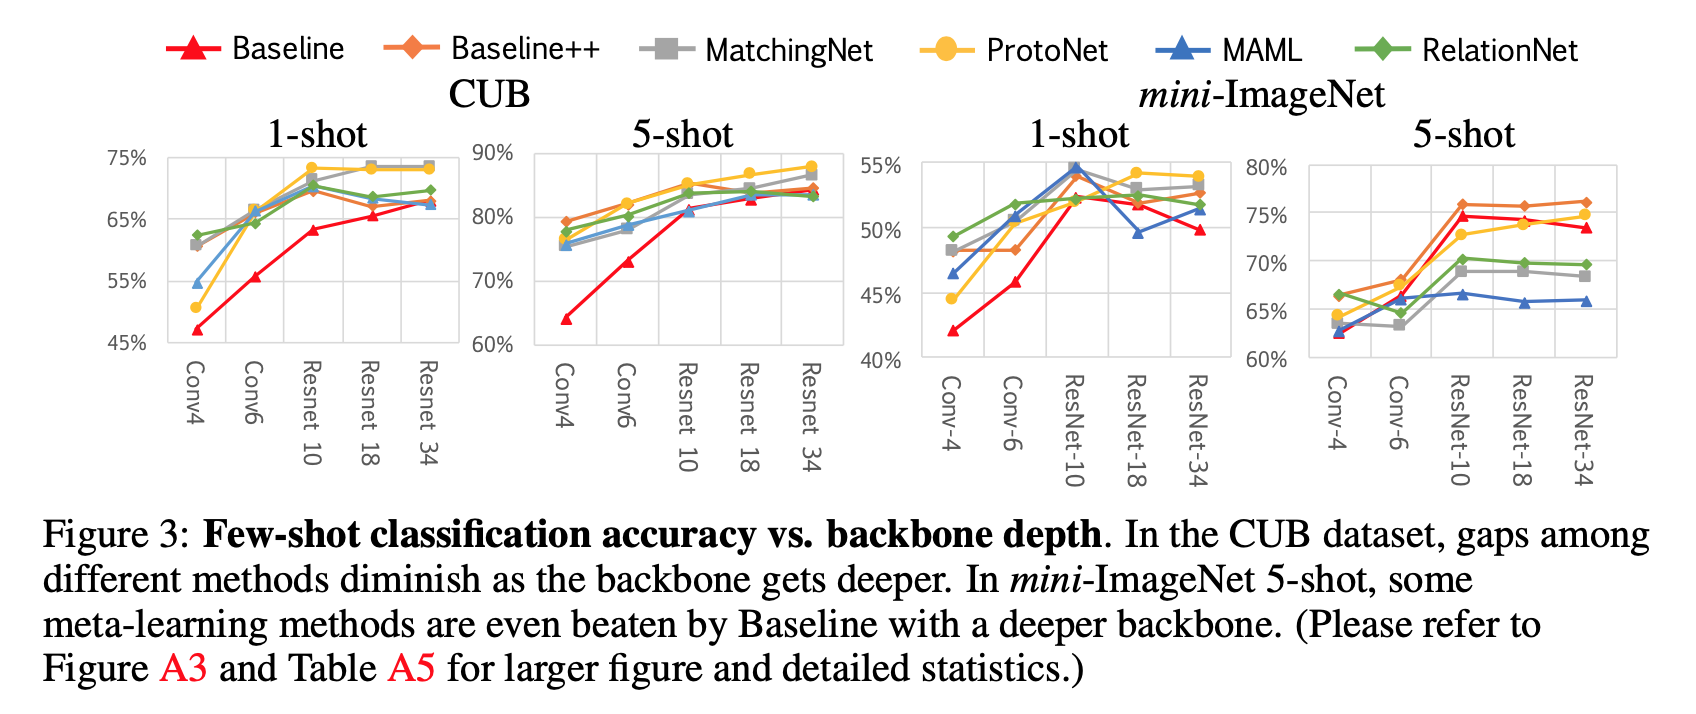 Baseline Baseline++ MatchingNet ProtoNet MAML RelationNet
CUB
mini-ImageNet
1-shot
5-shot
1-shot
5-shot
75%
65%
55%
45%
Conv4
Conv6
Resnet 10
Resnet 18
Resnet 34
90%
80%
70%
60%
Conv4
Conv6
Resnet 10
Resnet 18
Resnet 34
55%
50%
45%
40%
Conv-4
Conv-6
ResNet-10
ResNet-18
ResNet-34
80%
75%
70%
65%
60%
Conv-4
Conv-6
ResNet-10
ResNet-18
ResNet-34
Figure 3: Few-shot classification accuracy vs. backbone depth. In the CUB dataset, gaps among
different methods diminish as the backbone gets deeper. In mini-ImageNet 5-shot, some
meta-learning methods are even beaten by Baseline with a deeper backbone. (Please refer to
Figure A3 and Table A5 for larger figure and detailed statistics.)